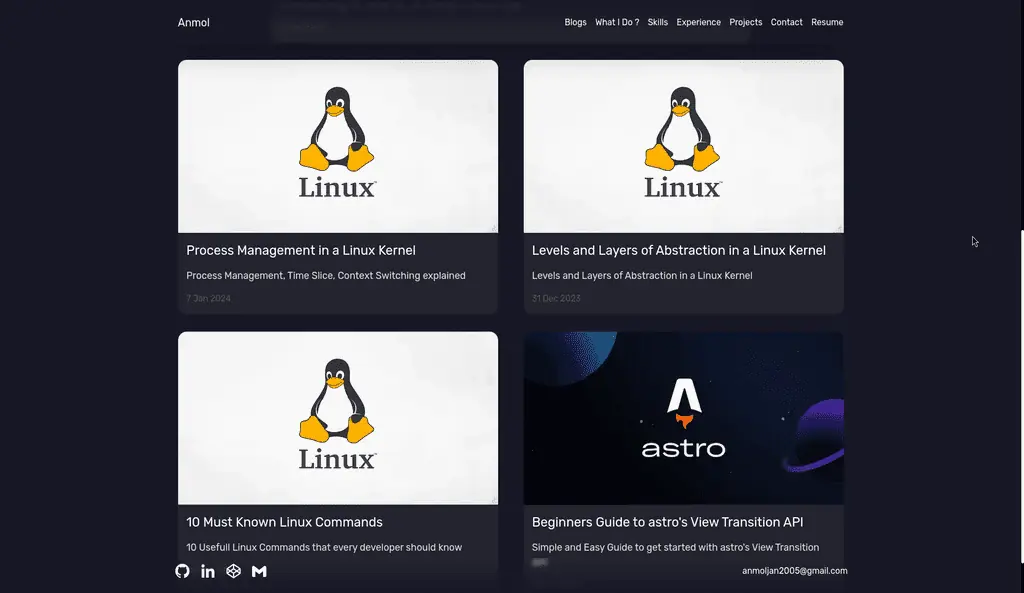 Anmol
Blogs What I Do ? Skills Experience Projects Contact Resume
Linux
Linux
Process Management in a Linux Kernel
Process Management, Time Slice, Context Switching explained
7 Jan 2024
Levels and Layers of Abstraction in a Linux Kernel
Levels and Layers of Abstraction in a Linux Kernel
31 Dec 2023
Linux
astro
10 Must Known Linux Commands
10 Usefull Linux Commands that every developer should know
Beginners Guide to astro's View Transition API
Simple and Easy Guide to get started with astro's View Transition
anmoljan2005@gmail.com